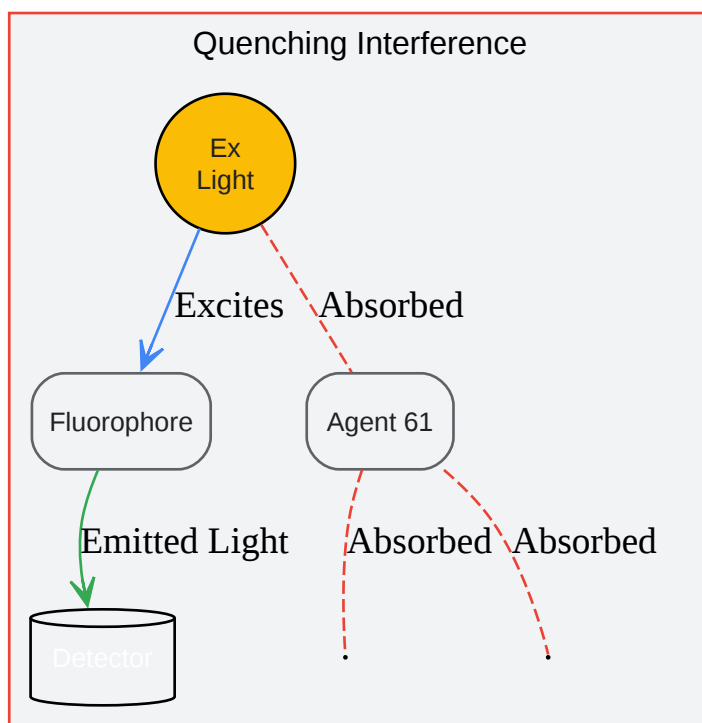 Quenching Interference
Ex
Light
Excites
Absorbed
Fluorophore
Agent 61
Emitted Light
Absorbed
Absorbed
Detector